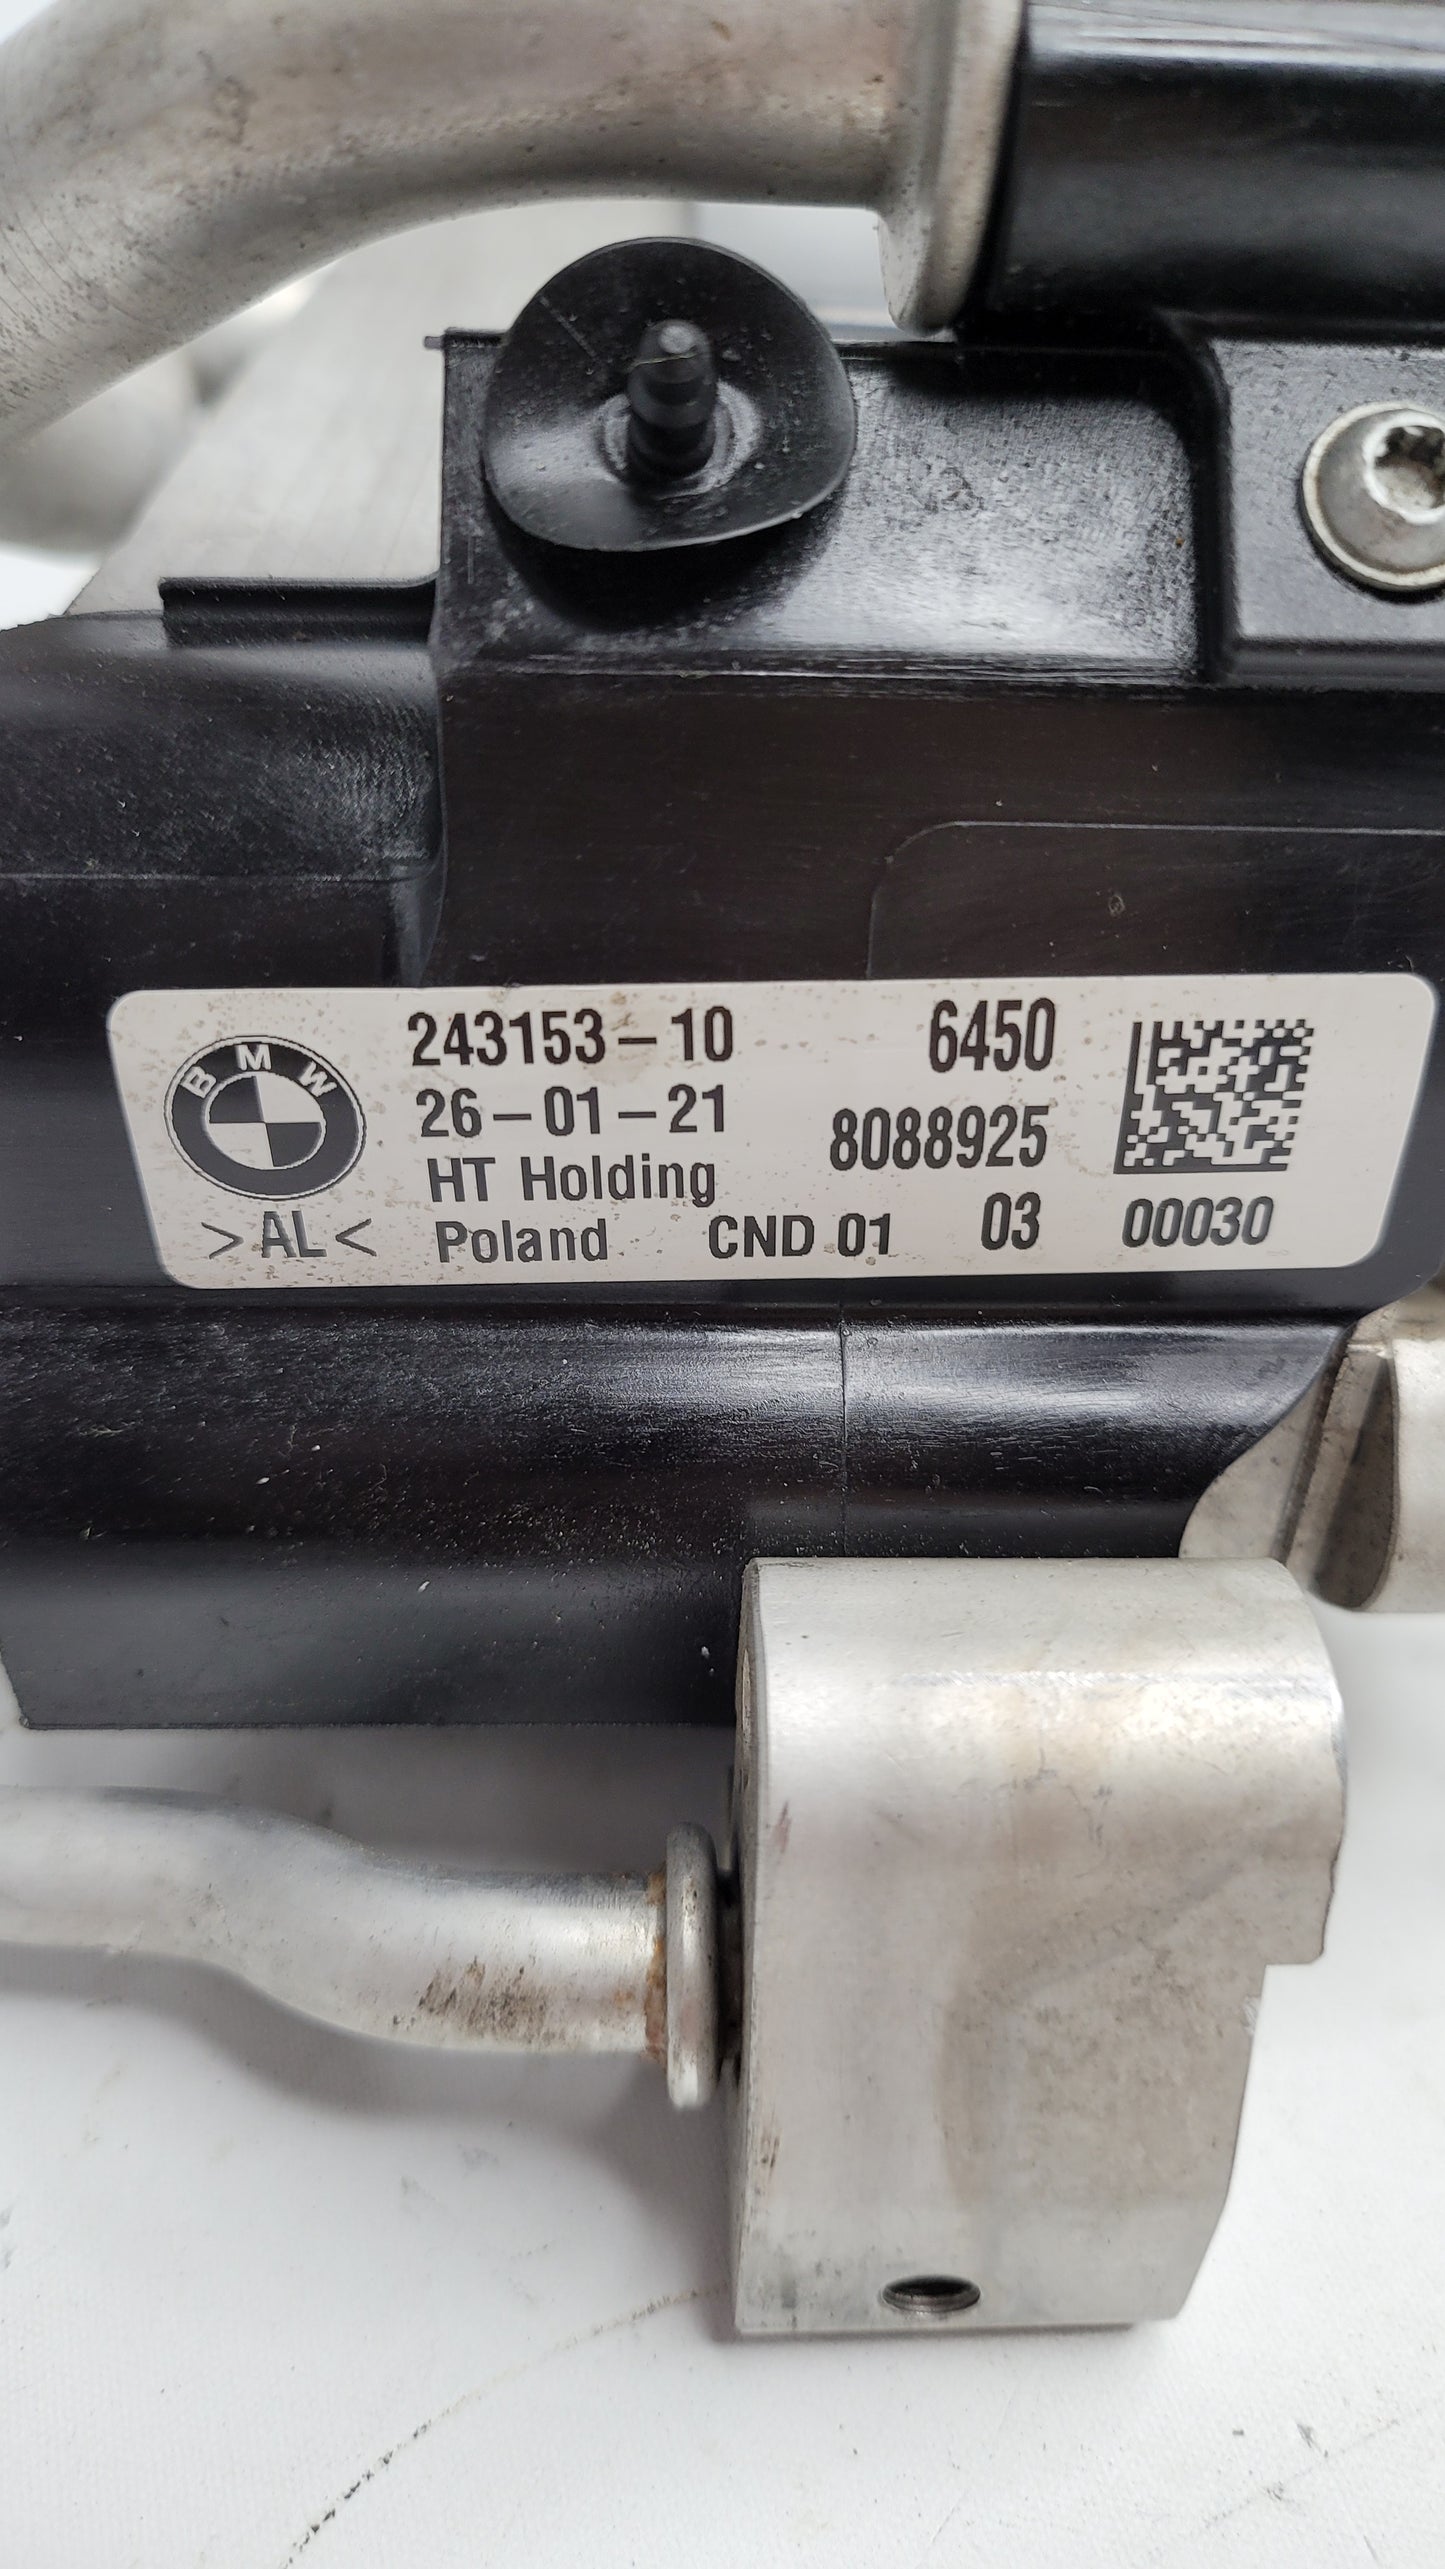 BMW
243153-10 6450
26-01-21 8088925
HT Holding
>AL< Poland CND 01 03 00030